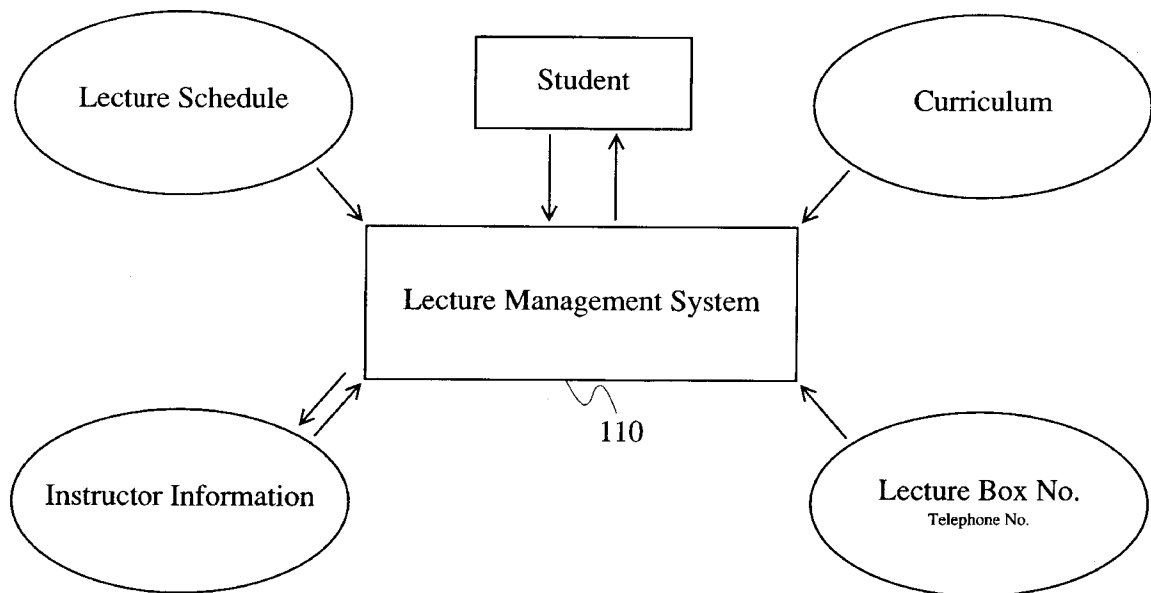 Lecture Schedule
Student
Curriculum
Lecture Management System
110
Instructor Information
Lecture Box No.
Telephone No.